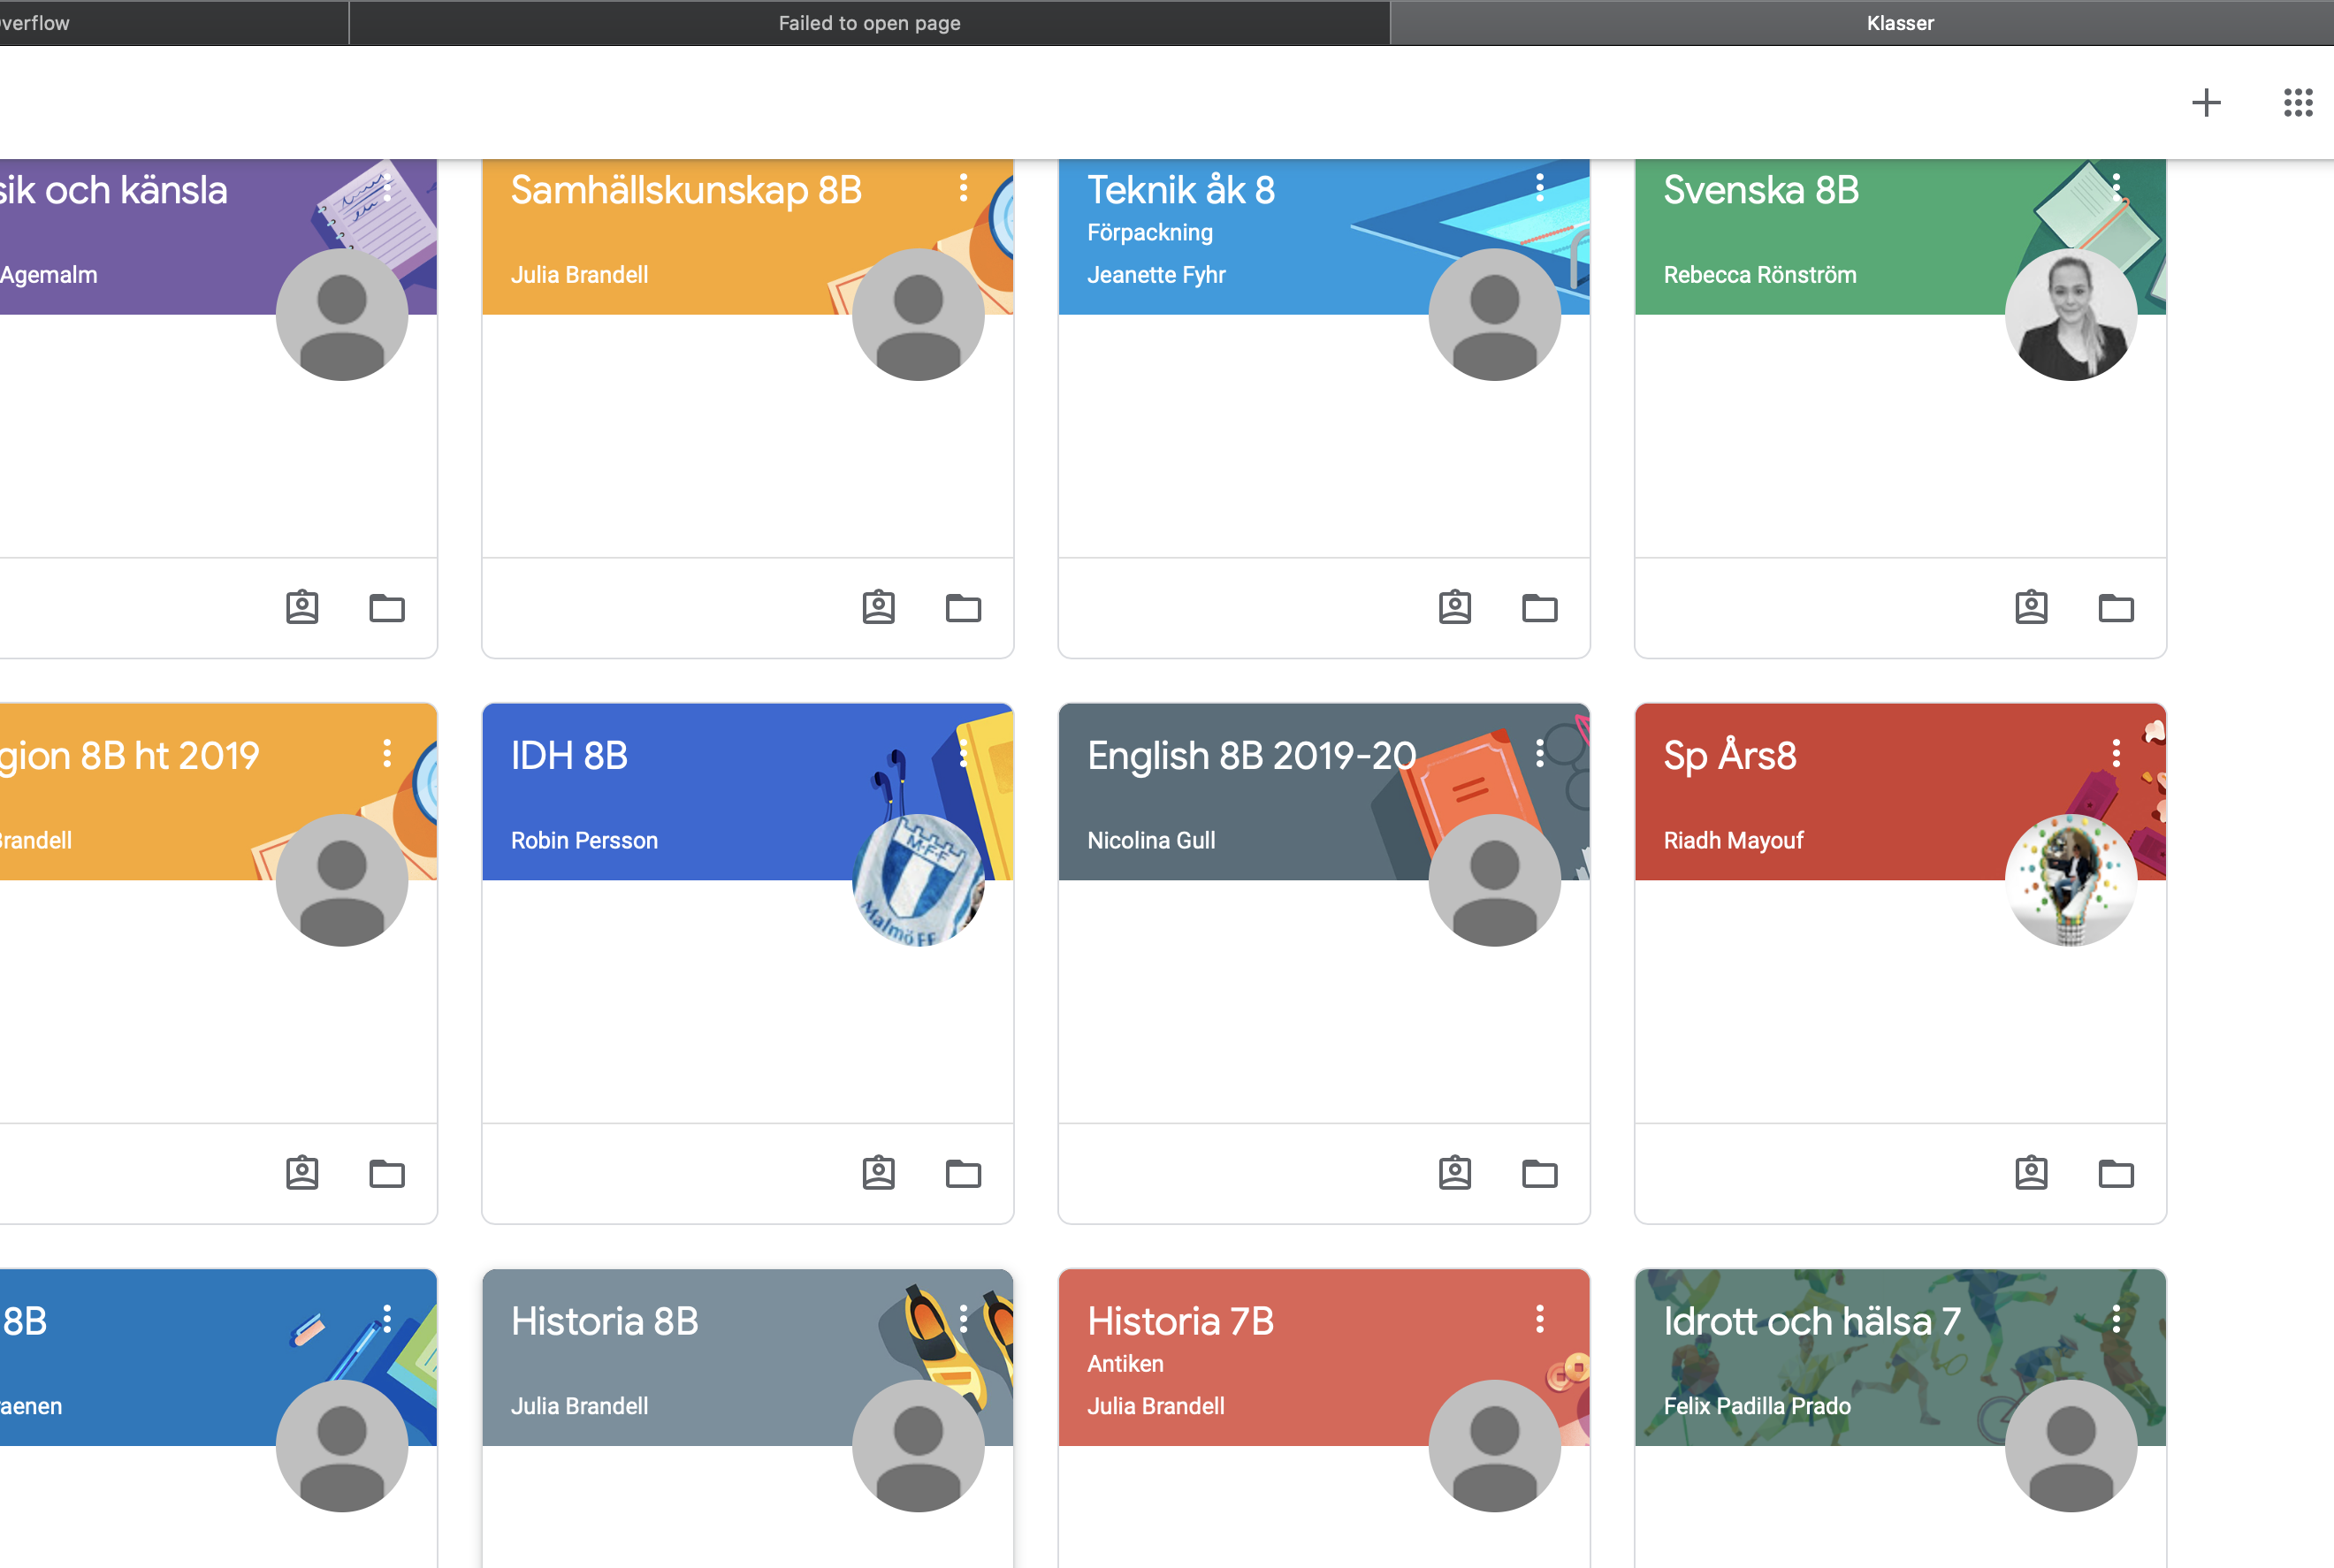 verflow
Failed to open page
Klasser
sik och känsla
Agemalm
Samhällskunskap 8B
Julia Brandell
Teknik åk 8
Förpackning
Jeanette Fyhr
Svenska 8B
Rebecca Rönström
gion 8B ht 2019
Brandell
IDH 8B
Robin Persson
M·F·F
Malmö FF
English 8B 2019-20
Nicolina Gull
Sp Års8
Riadh Mayouf
8B
aenen
Historia 8B
Julia Brandell
Historia 7B
Antiken
Julia Brandell
Idrott och hälsa 7
Felix Padilla Prado